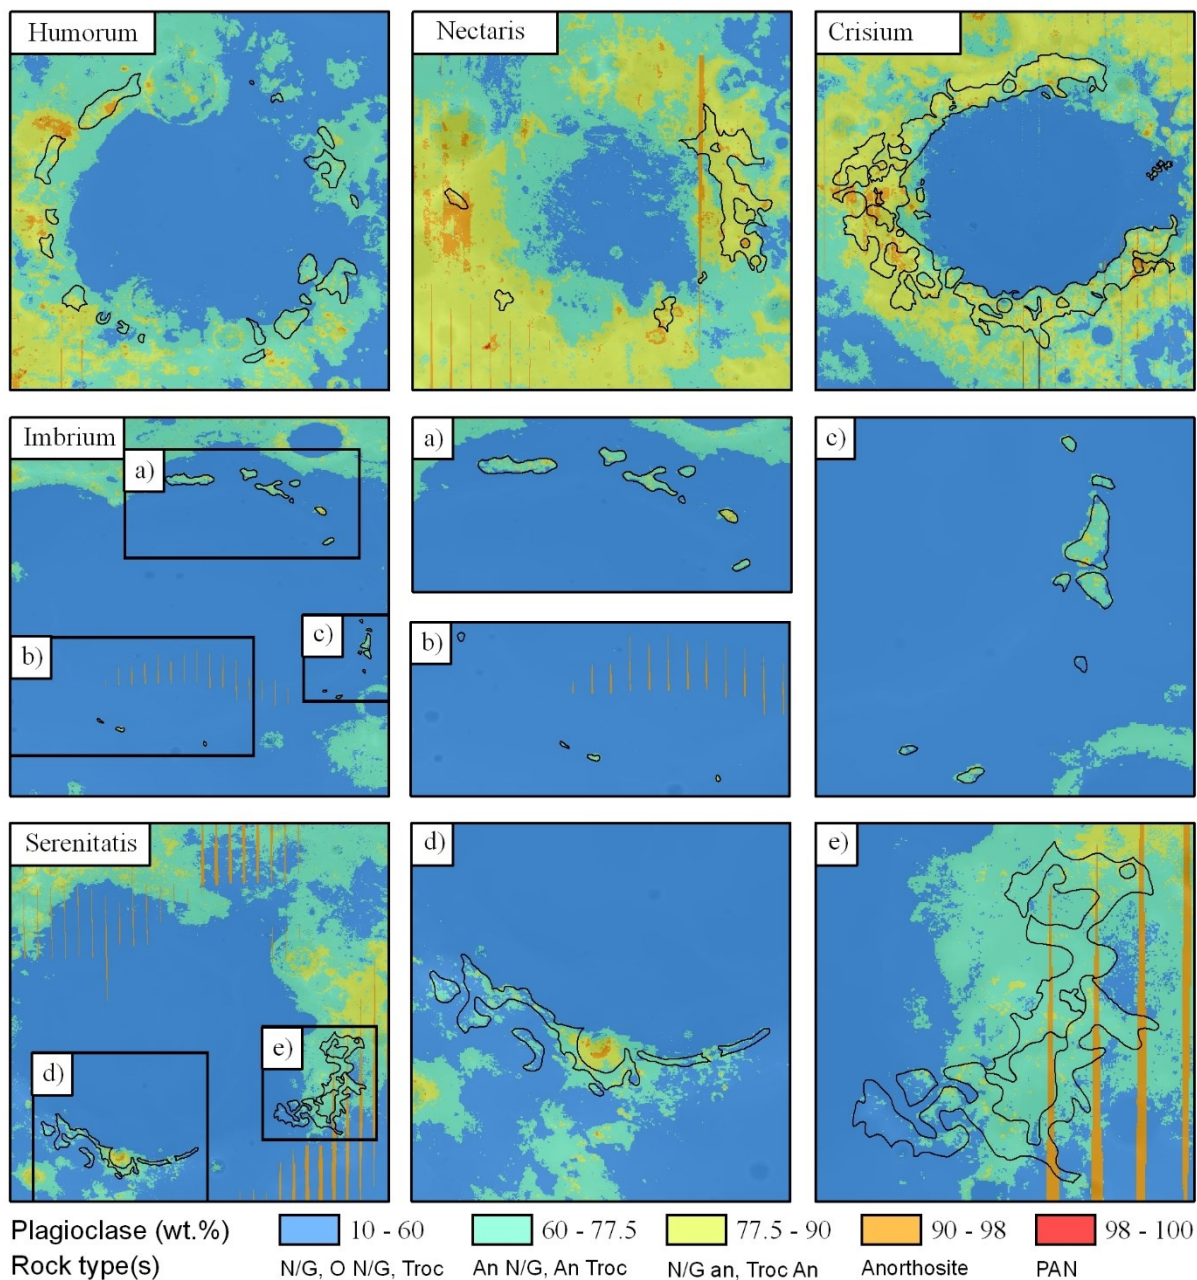 Humorum
Nectaris
Crisium
Imbrium
a)
b)
c)
a)
b)
c)
Serenitatis
d)
e)
d)
e)
Plagioclase (wt.%) 10 - 60 60 - 77.5 77.5 - 90 90 - 98 98 - 100
Rock type(s) N/G, O N/G, Troc An N/G, An Troc N/G an, Troc An Anorthosite PAN